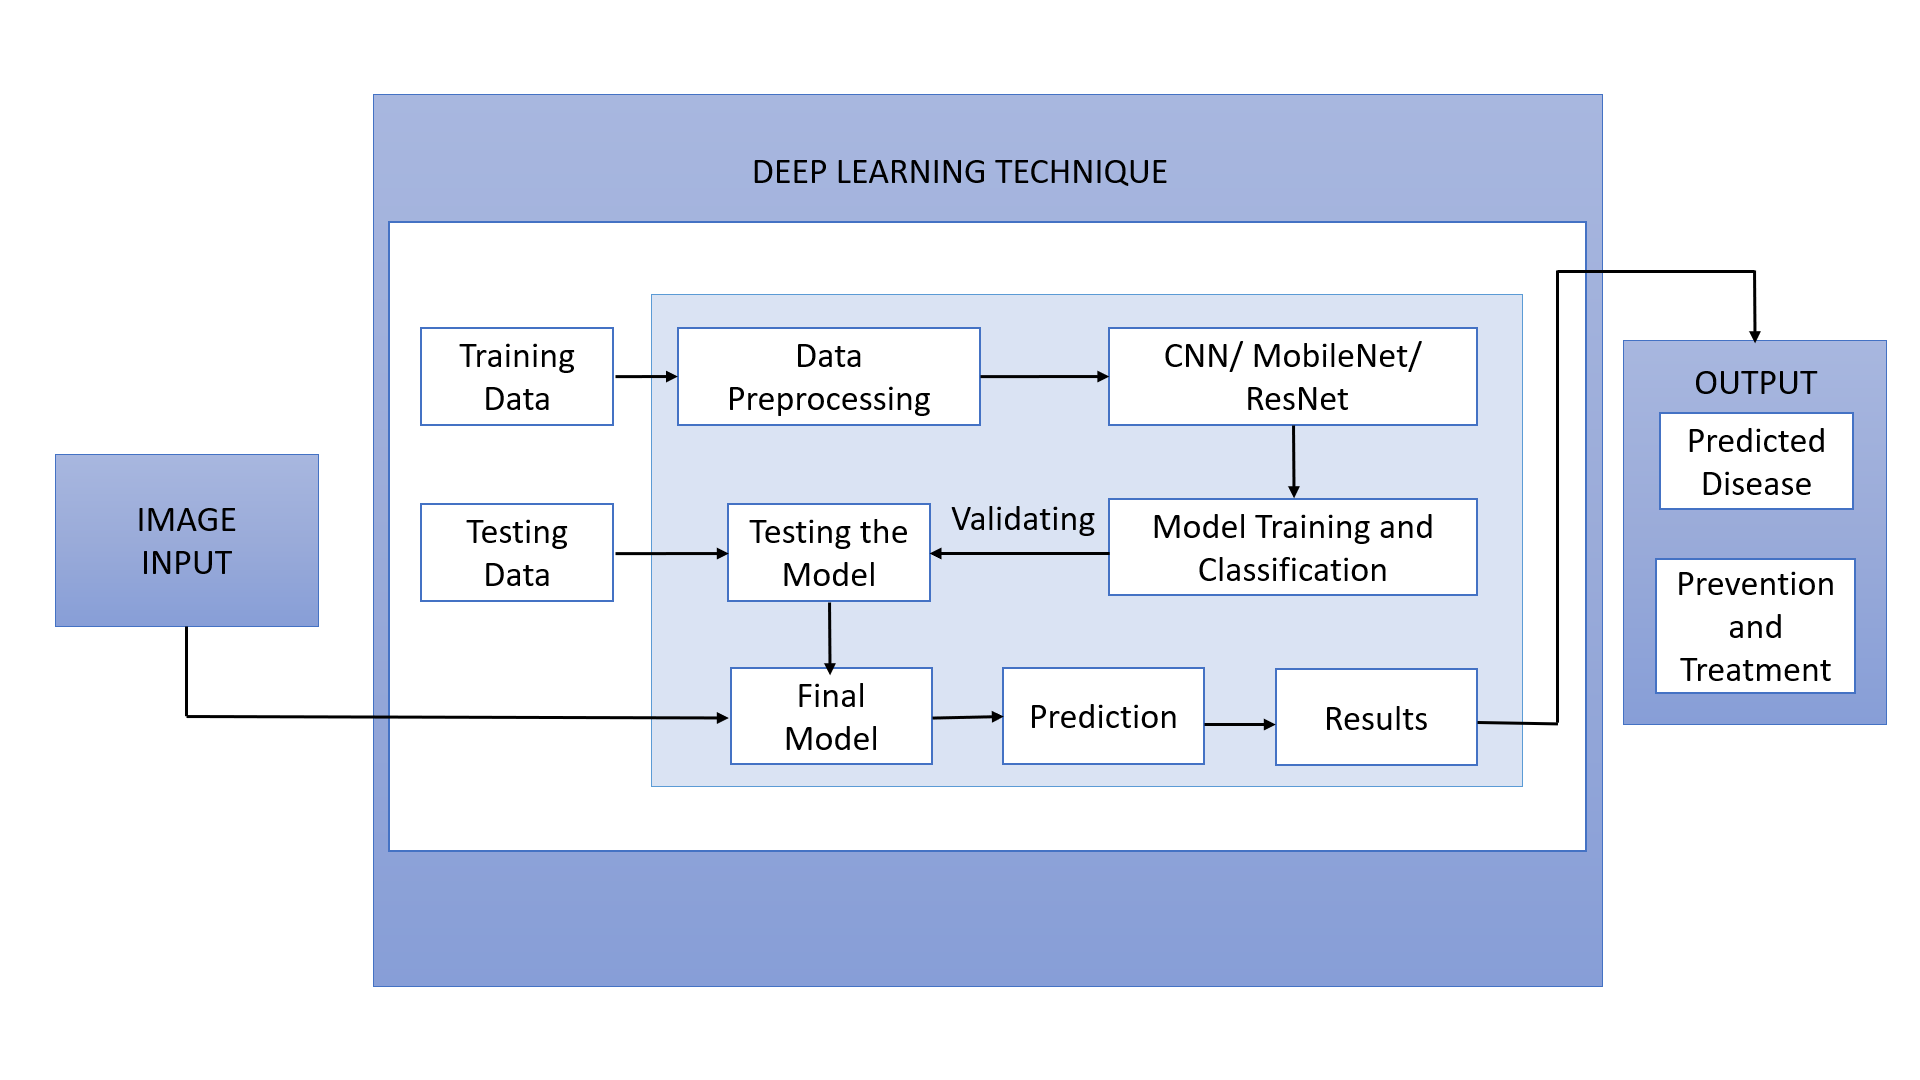 DEEP LEARNING TECHNIQUE
Training
Data
Data
Preprocessing
CNN/ MobileNet/
ResNet
OUTPUT
Predicted
Disease
Prevention
and
Treatment
IMAGE
INPUT
Testing
Data
Testing the
Model
Validating
Model Training and
Classification
Final
Model
Prediction
Results